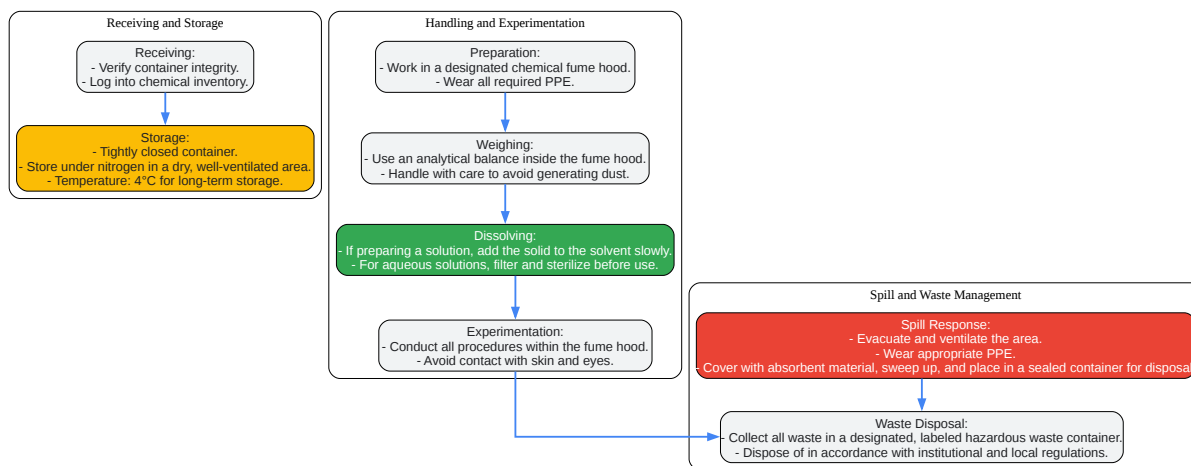 Receiving and Storage
Receiving:
- Verify container integrity.
- Log into chemical inventory.
Storage:
- Tightly closed container.
- Store under nitrogen in a dry, well-ventilated area.
- Temperature: 4°C for long-term storage.
Handling and Experimentation
Preparation:
- Work in a designated chemical fume hood.
- Wear all required PPE.
Weighing:
- Use an analytical balance inside the fume hood.
- Handle with care to avoid generating dust.
Dissolving:
- If preparing a solution, add the solid to the solvent slowly.
- For aqueous solutions, filter and sterilize before use.
Experimentation:
- Conduct all procedures within the fume hood.
- Avoid contact with skin and eyes.
Spill and Waste Management
Spill Response:
- Evacuate and ventilate the area.
- Wear appropriate PPE.
- Cover with absorbent material, sweep up, and place in a sealed container for disposal
Waste Disposal:
- Collect all waste in a designated, labeled hazardous waste container.
- Dispose of in accordance with institutional and local regulations.